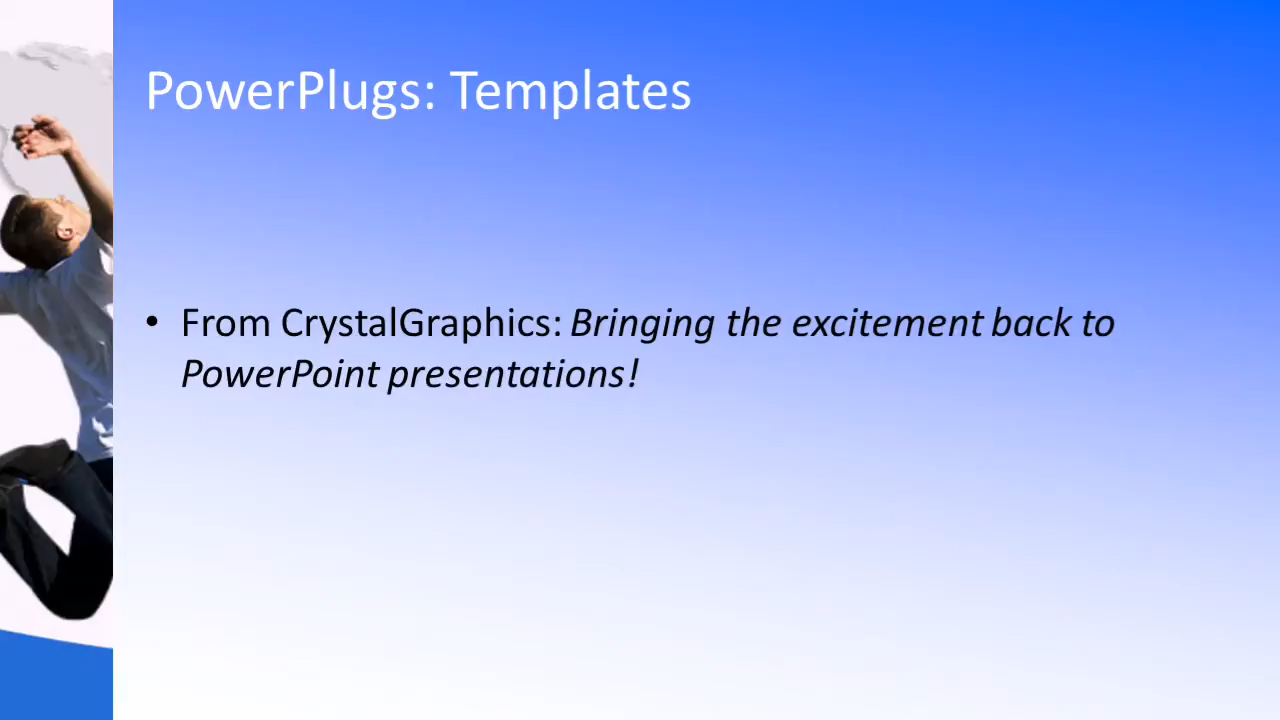 PowerPlugs: Templates
• From CrystalGraphics: Bringing the excitement back to
PowerPoint presentations!